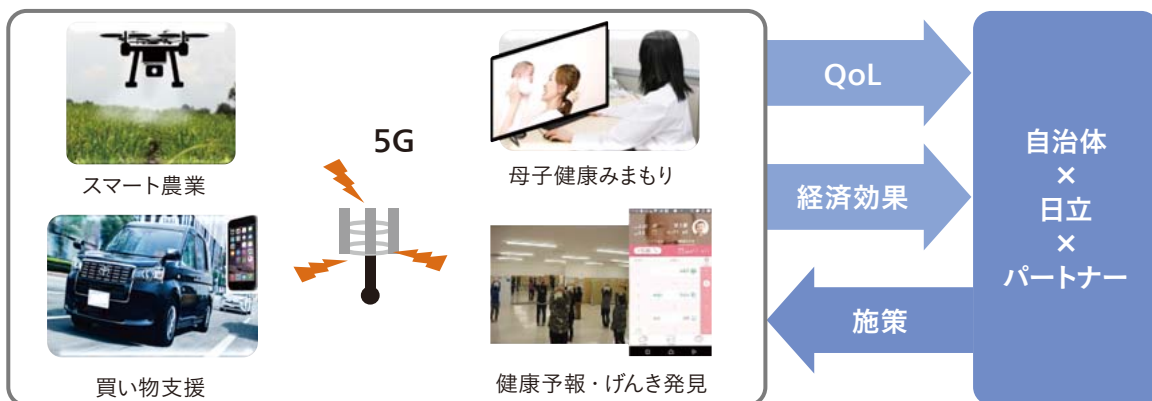 5G
スマート農業
母子健康みまもり
買い物支援
健康予報・げんき発見
QoL
経済効果
施策
自治体
×
日立
×
パートナー